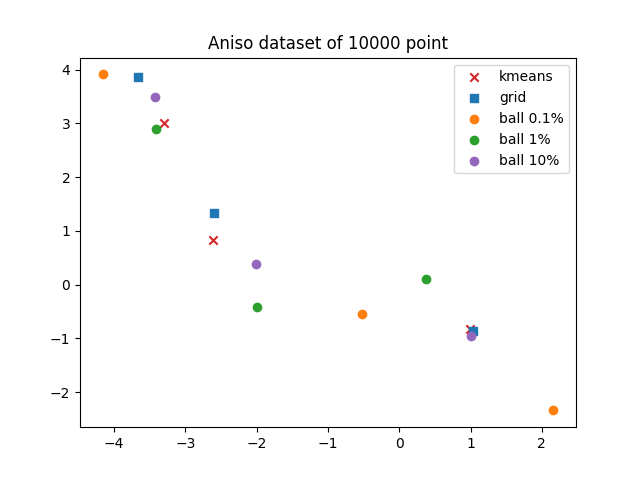 Aniso dataset of 10000 point
kmeans
grid
ball 0.1%
ball 1%
ball 10%
4
3
2
1
0
−1
−2
−4 −3 −2 −1 0 1 2